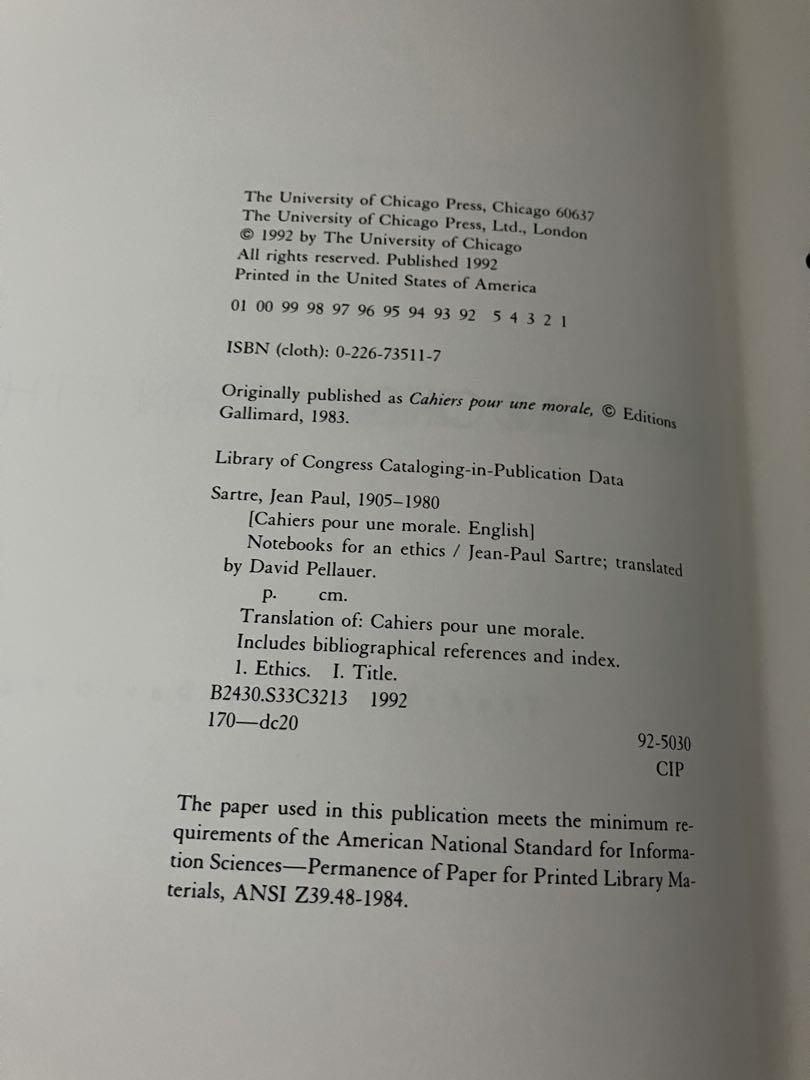 The University of Chicago Press, Chicago 60637
The University of Chicago Press, Ltd., London
© 1992 by The University of Chicago
All rights reserved. Published 1992
Printed in the United States of America
01 00 99 98 97 96 95 94 93 92 5 4 3 2 1
ISBN (cloth): 0-226-73511-7
Originally published as Cahiers pour une morale, © Editions
Gallimard, 1983.
Library of Congress Cataloging-in-Publication Data
Sartre, Jean Paul, 1905–1980
[Cahiers pour une morale. English]
Notebooks for an ethics / Jean-Paul Sartre; translated
by David Pellauer.
p. cm.
Translation of: Cahiers pour une morale.
Includes bibliographical references and index.
1. Ethics. I. Title.
B2430.S33C3213 1992
170—dc20
92-5030
CIP
The paper used in this publication meets the minimum re-
quirements of the American National Standard for Informa-
tion Sciences—Permanence of Paper for Printed Library Ma-
terials, ANSI Z39.48-1984.